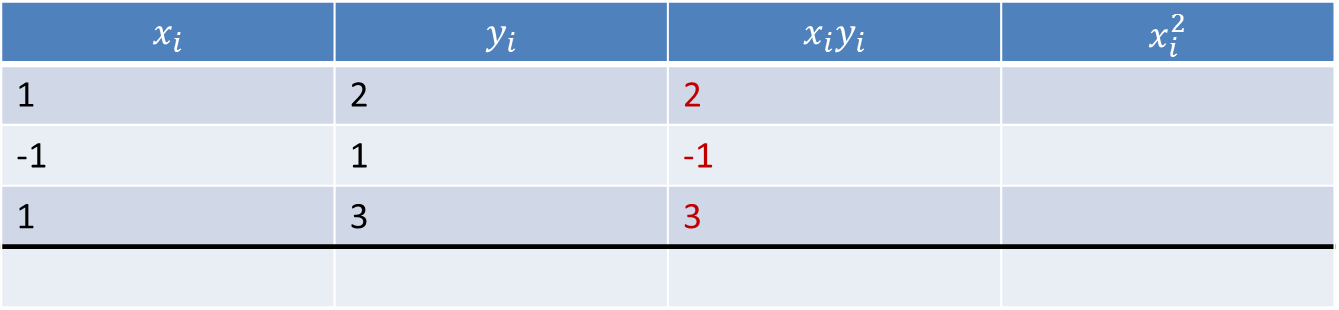 x_i y_i x_iy_i x_i^2
1 2 2
-1 1 -1
1 3 3